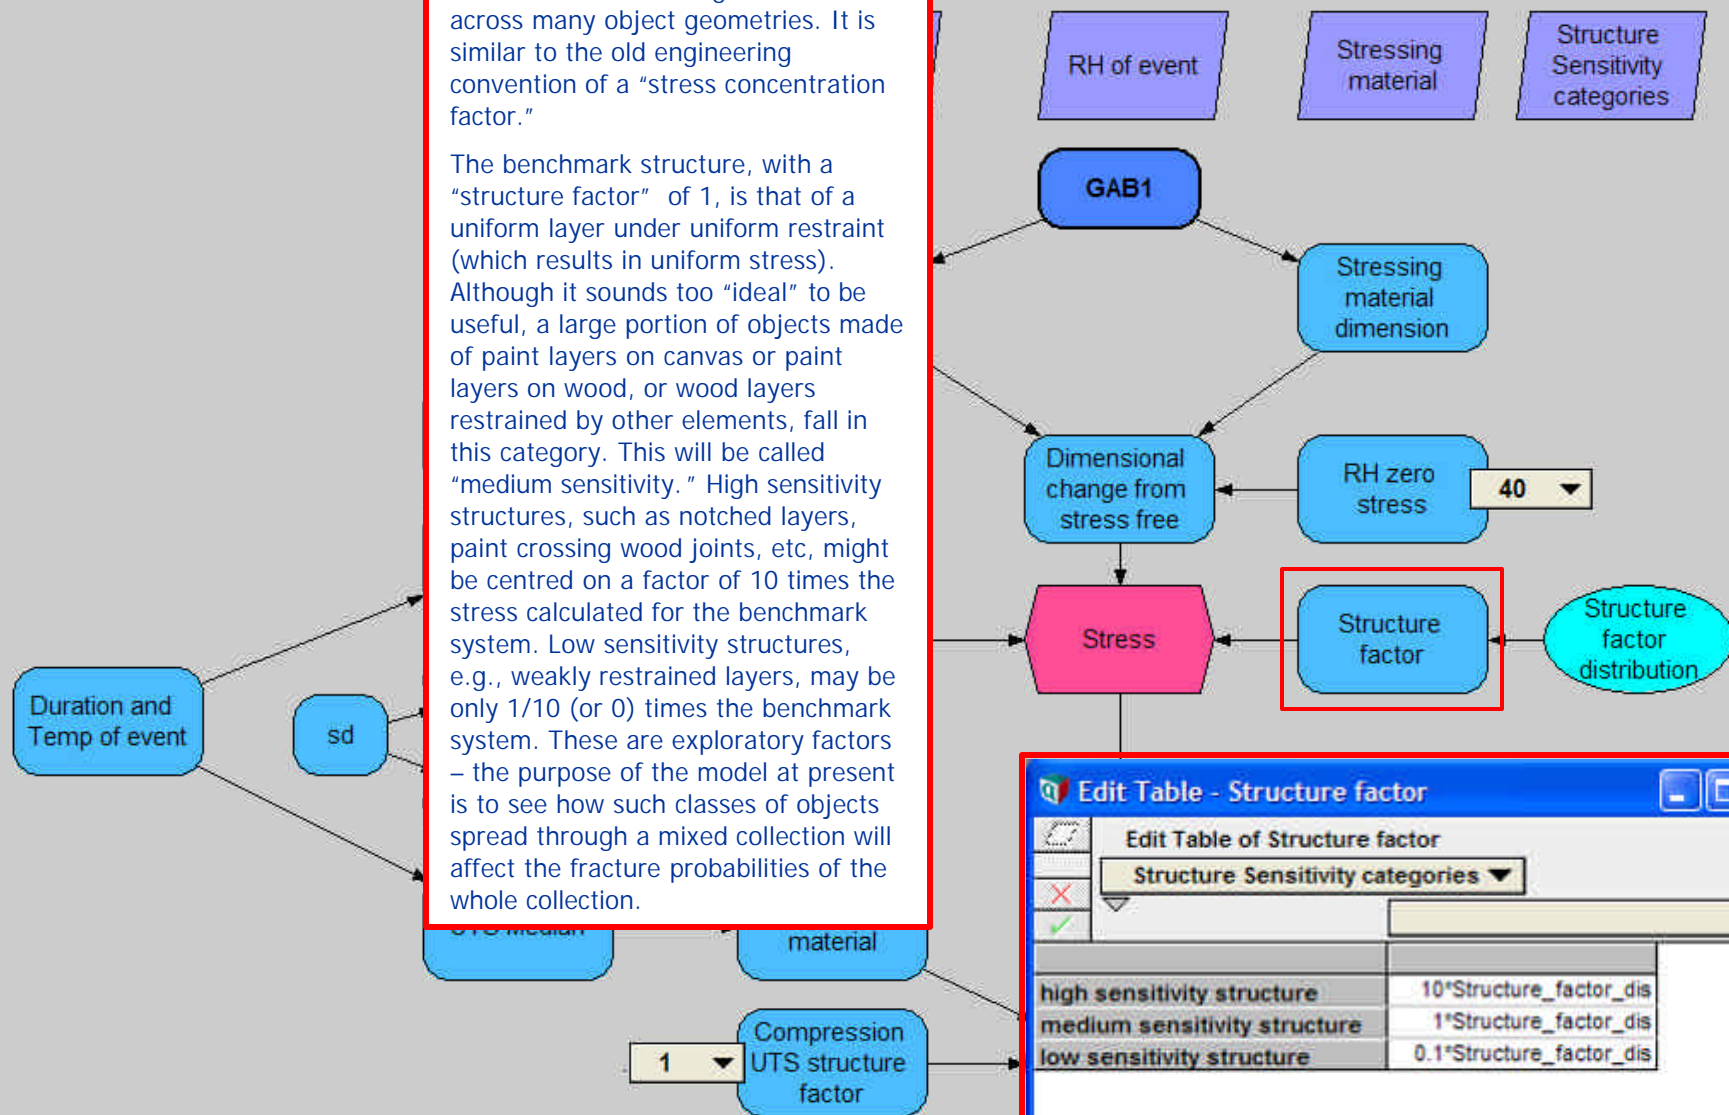 across many object geometries. It is
similar to the old engineering
convention of a “stress concentration
factor.”
The benchmark structure, with a
“structure factor” of 1, is that of a
uniform layer under uniform restraint
(which results in uniform stress).
Although it sounds too “ideal” to be
useful, a large portion of objects made
of paint layers on canvas or paint
layers on wood, or wood layers
restrained by other elements, fall in
this category. This will be called
“medium sensitivity.” High sensitivity
structures, such as notched layers,
paint crossing wood joints, etc, might
be centred on a factor of 10 times the
stress calculated for the benchmark
system. Low sensitivity structures,
e.g., weakly restrained layers, may be
only 1/10 (or 0) times the benchmark
system. These are exploratory factors
– the purpose of the model at present
is to see how such classes of objects
spread through a mixed collection will
affect the fracture probabilities of the
whole collection.
RH of event
Stressing
material
Structure
Sensitivity
categories
GAB1
Stressing
material
dimension
Dimensional
change from
stress free
RH zero
stress
40
Stress
Structure
factor
Structure
factor
distribution
Duration and
Temp of event
sd
UTS Median
material
1
Compression
UTS structure
factor
Edit Table - Structure factor
Edit Table of Structure factor
Structure Sensitivity categories
high sensitivity structure 10*Structure_factor_dis
medium sensitivity structure 1*Structure_factor_dis
low sensitivity structure 0.1*Structure_factor_dis